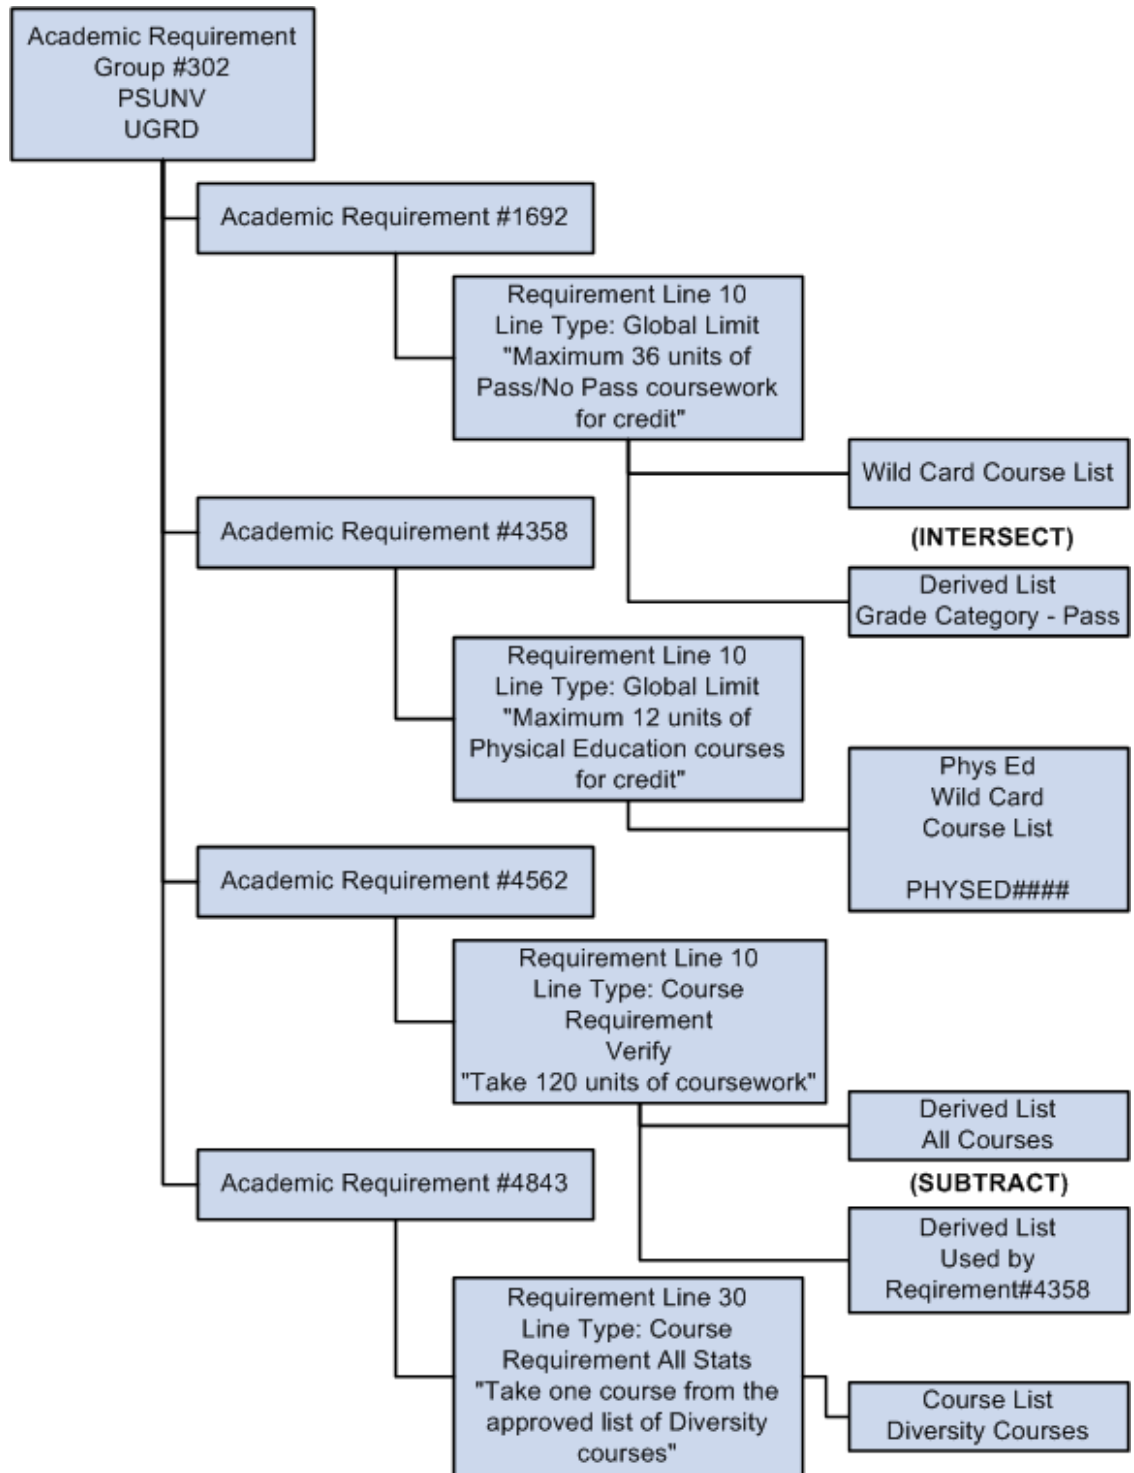 Academic Requirement
Group #302
PSUNV
UGRD
Academic Requirement #1692
Requirement Line 10
Line Type: Global Limit
"Maximum 36 units of
Pass/No Pass coursework
for credit"
Wild Card Course List
(INTERSECT)
Derived List
Grade Category - Pass
Academic Requirement #4358
Requirement Line 10
Line Type: Global Limit
"Maximum 12 units of
Physical Education courses
for credit"
Phys Ed
Wild Card
Course List
PHYSED####
Academic Requirement #4562
Requirement Line 10
Line Type: Course
Requirement
Verify
"Take 120 units of coursework"
Derived List
All Courses
(SUBTRACT)
Derived List
Used by
Reqirement#4358
Academic Requirement #4843
Requirement Line 30
Line Type: Course
Requirement All Stats
"Take one course from the
approved list of Diversity
courses"
Course List
Diversity Courses